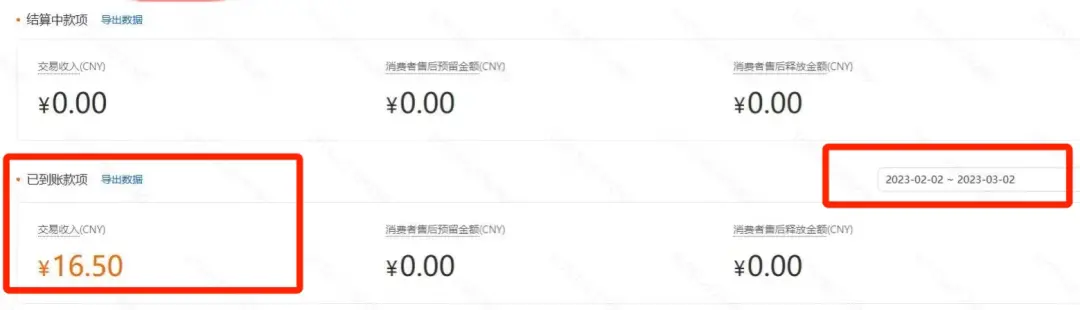 结算中款项 导出数据
交易收入(CNY) 消费者售后预留金额(CNY) 消费者售后释放金额(CNY)
¥0.00 ¥0.00 ¥0.00
已到账款项 导出数据 2023-02-02 ~ 2023-03-02
交易收入(CNY) 消费者售后预留金额(CNY) 消费者售后释放金额(CNY)
¥16.50 ¥0.00 ¥0.00